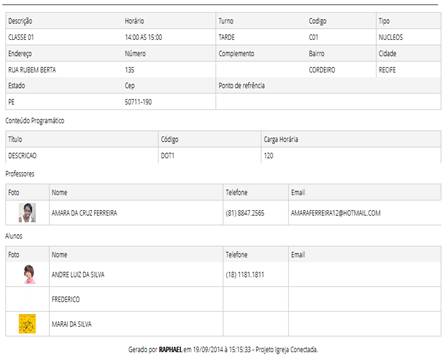 Descrição Horário Turno Codigo Tipo
CLASSE 01 14:00 AS 15:00 TARDE C01 NUCLEOS
Endereço Número Complemento Bairro Cidade
RUA RUBEM BERTA 135 CORDEIRO RECIFE
Estado Cep Ponto de refrência
PE 50711-190
Conteúdo Programático
Título Código Carga Horária
DESCRICAO DOT1 120
Professores
Foto Nome Telefone Email
AMARA DA CRUZ FERREIRA (81) 8847.2565 AMARAFERREIRA12@HOTMAIL.COM
Alunos
Foto Nome Telefone Email
ANDRE LUIZ DA SILVA (18) 1181.1811
FREDERICO
MARAI DA SILVA
Gerado por RAPHAEL em 19/09/2014 à 15:15:33 - Projeto Igreja Conectada.